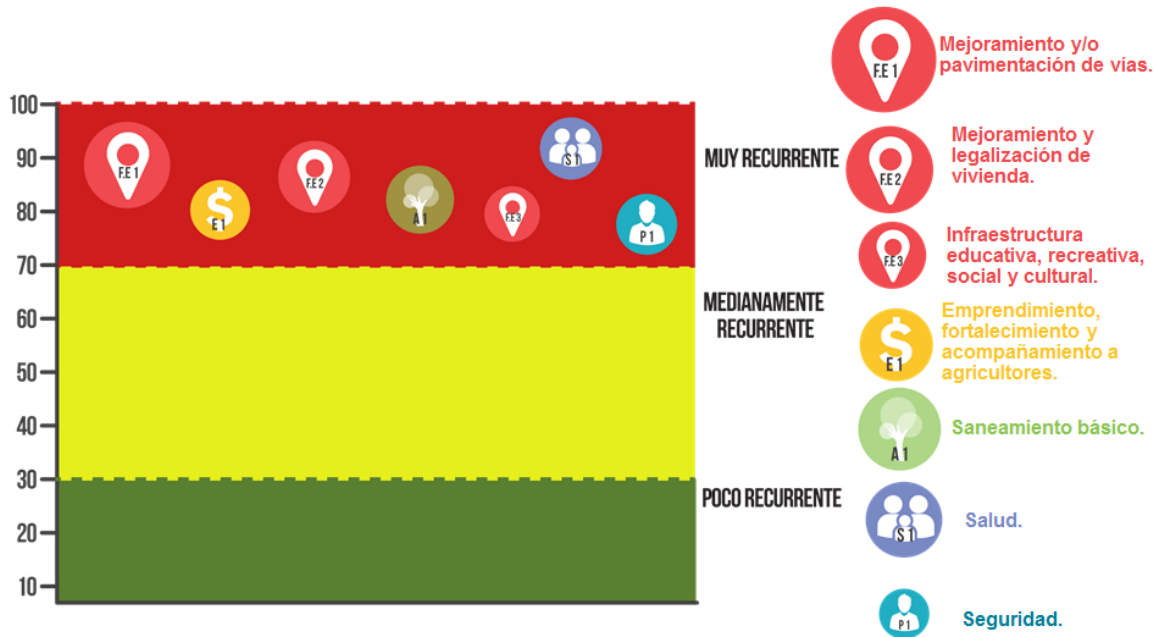 100
90
80
70
60
50
40
30
20
10
F.E 1
E 1
F.E 2
A 1
F.E 3
S 1
P 1
MUY RECURRENTE
MEDIANAMENTE
RECURRENTE
POCO RECURRENTE
F.E 1
Mejoramiento y/o
pavimentación de vías.
F.E 2
Mejoramiento y
legalización de
vivienda.
F.E 3
Infraestructura
educativa, recreativa,
social y cultural.
$
E 1
Emprendimiento,
fortalecimiento y
acompañamiento a
agricultores.
A 1
Saneamiento básico.
S 1
Salud.
P 1
Seguridad.